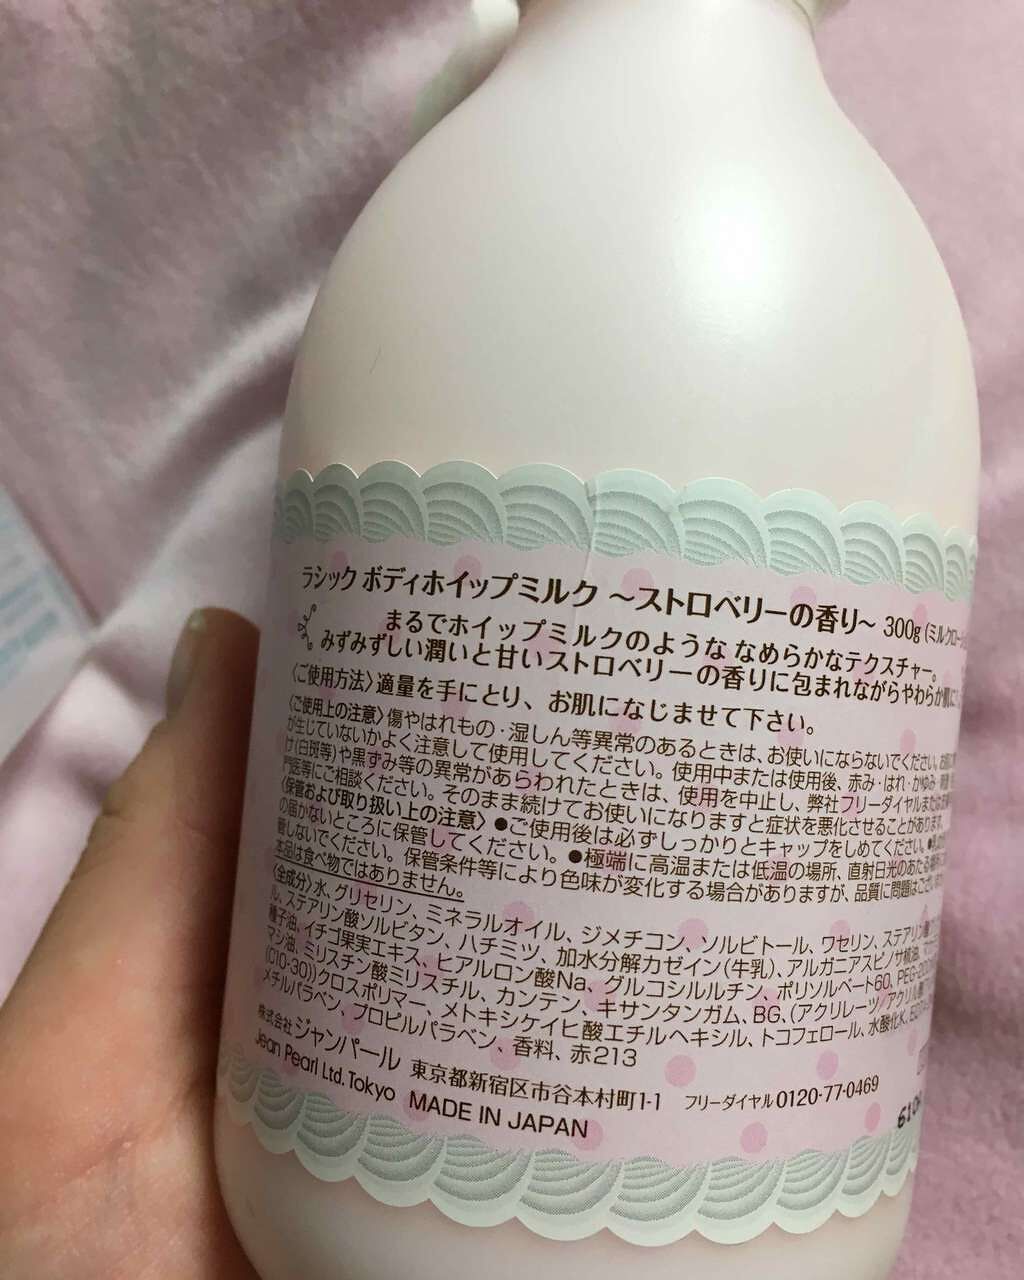 ラシック ボディホイップミルク ～ストロベリーの香り～ 300g (ミルクロー
まるでホイップミルクのような なめらかなテクスチャー。
みずみずしい潤いと甘いストロベリーの香りに包まれながらやわらか肌に
〈ご使用方法〉適量を手にとり、お肌になじませて下さい。
〈ご使用上の注意〉傷やはれもの・湿しん等異常のあるときは、お使いにならないでください。お肌に
が生じていないかよく注意して使用してください。使用中または使用後、赤み・はれ・かゆみ・刺激
け(白斑等)や黒ずみ等の異常があらわれたときは、使用を中止し、弊社フリーダイヤルまたは
門医等にご相談ください。そのまま続けてお使いになりますと症状を悪化させることがあります。
〈保管および取り扱い上の注意〉●ご使用後は必ずしっかりとキャップをしめてください。●
の届かないところに保管してください。●極端に高温または低温の場所、直射日光のあたる場所
管しないでください。保管条件等により色味が変化する場合がありますが、品質に問題はござい
本品は食べ物ではありません。
〈全成分〉水、グリセリン、ミネラルオイル、ジメチコン、ソルビトール、ワセリン、ステアリン酸
ル、ステアリン酸ソルビタン、ハチミツ、加水分解カゼイン(牛乳)、アルガニアスピノサ核油、
種子油、イチゴ果実エキス、ヒアルロン酸Na、グルコシルルチン、ポリソルベート60、PEG-200
マシ油、ミリスチン酸ミリスチル、カンテン、キサンタンガム、BG、(アクリレーツ/アクリル酸
(C10-30))クロスポリマー、メトキシケイヒ酸エチルヘキシル、トコフェロール、水酸化K、
メチルパラベン、プロピルパラベン、香料、赤213
株式会社 ジャンパール 東京都新宿区市谷本村町1-1 フリーダイヤル 0120-77-0469
Jean Pearl Ltd. Tokyo MADE IN JAPAN